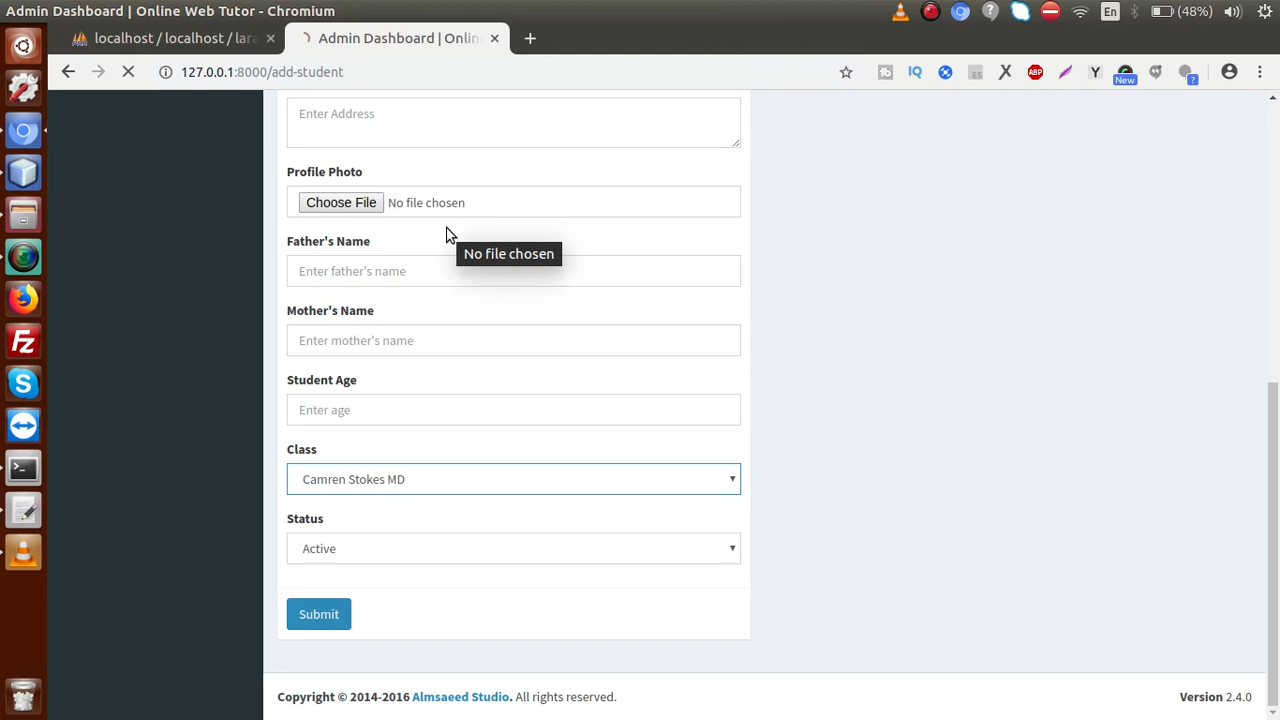 Admin Dashboard | Online Web Tutor - Chromium
En
(48%)
localhost / localhost / lara
Admin Dashboard | Onlin
127.0.0.1:8000/add-student
IQ
ABP
Y
New
?
Enter Address
Profile Photo
Choose File No file chosen
No file chosen
Father's Name
Enter father's name
Mother's Name
Enter mother's name
Student Age
Enter age
Class
Camren Stokes MD
Status
Active
Submit
Copyright © 2014-2016 Almsaeed Studio. All rights reserved.
Version 2.4.0